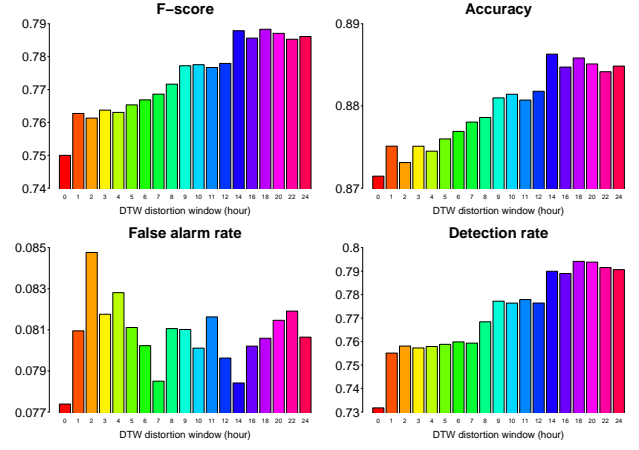 F−score
0.79
0.78
0.77
0.76
0.75
0.74
0 1 2 3 4 5 6 7 8 9 10 11 12 14 16 18 20 22 24
DTW distortion window (hour)
Accuracy
0.89
0.88
0.87
0 1 2 3 4 5 6 7 8 9 10 11 12 14 16 18 20 22 24
DTW distortion window (hour)
False alarm rate
0.085
0.083
0.081
0.079
0.077
0 1 2 3 4 5 6 7 8 9 10 11 12 14 16 18 20 22 24
DTW distortion window (hour)
Detection rate
0.8
0.79
0.78
0.77
0.76
0.75
0.74
0.73
0 1 2 3 4 5 6 7 8 9 10 11 12 14 16 18 20 22 24
DTW distortion window (hour)